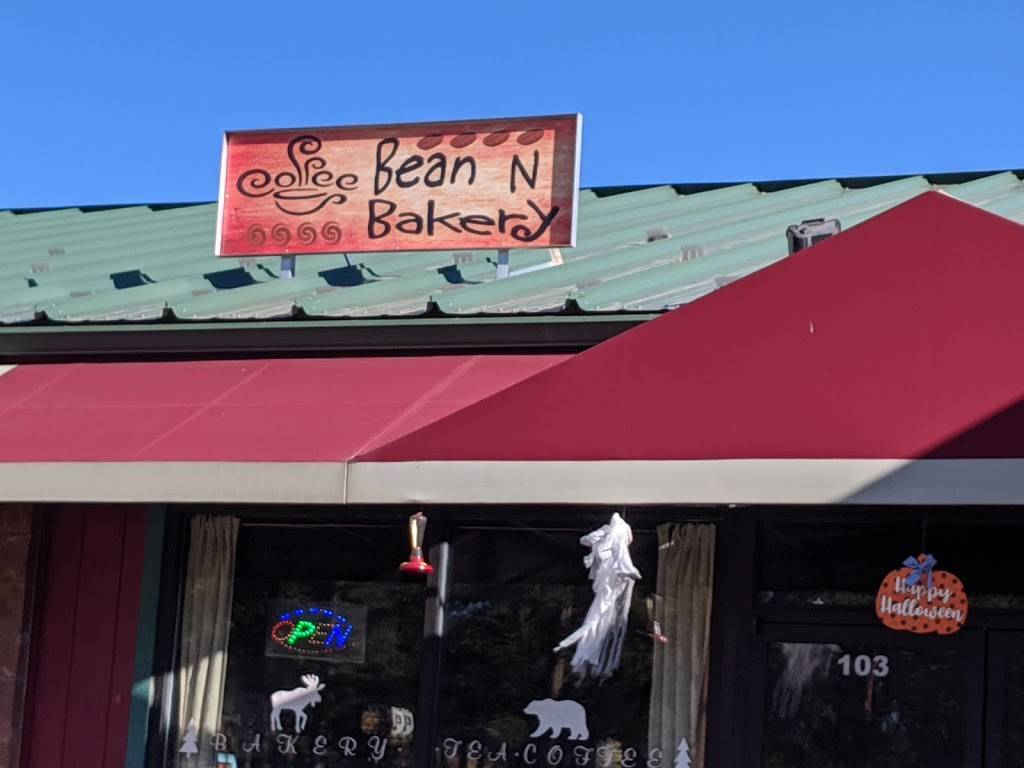 Coffee Bean N
Bakery
OPEN
Happy
Halloween
103
BAKERY · TEA · COFFEE